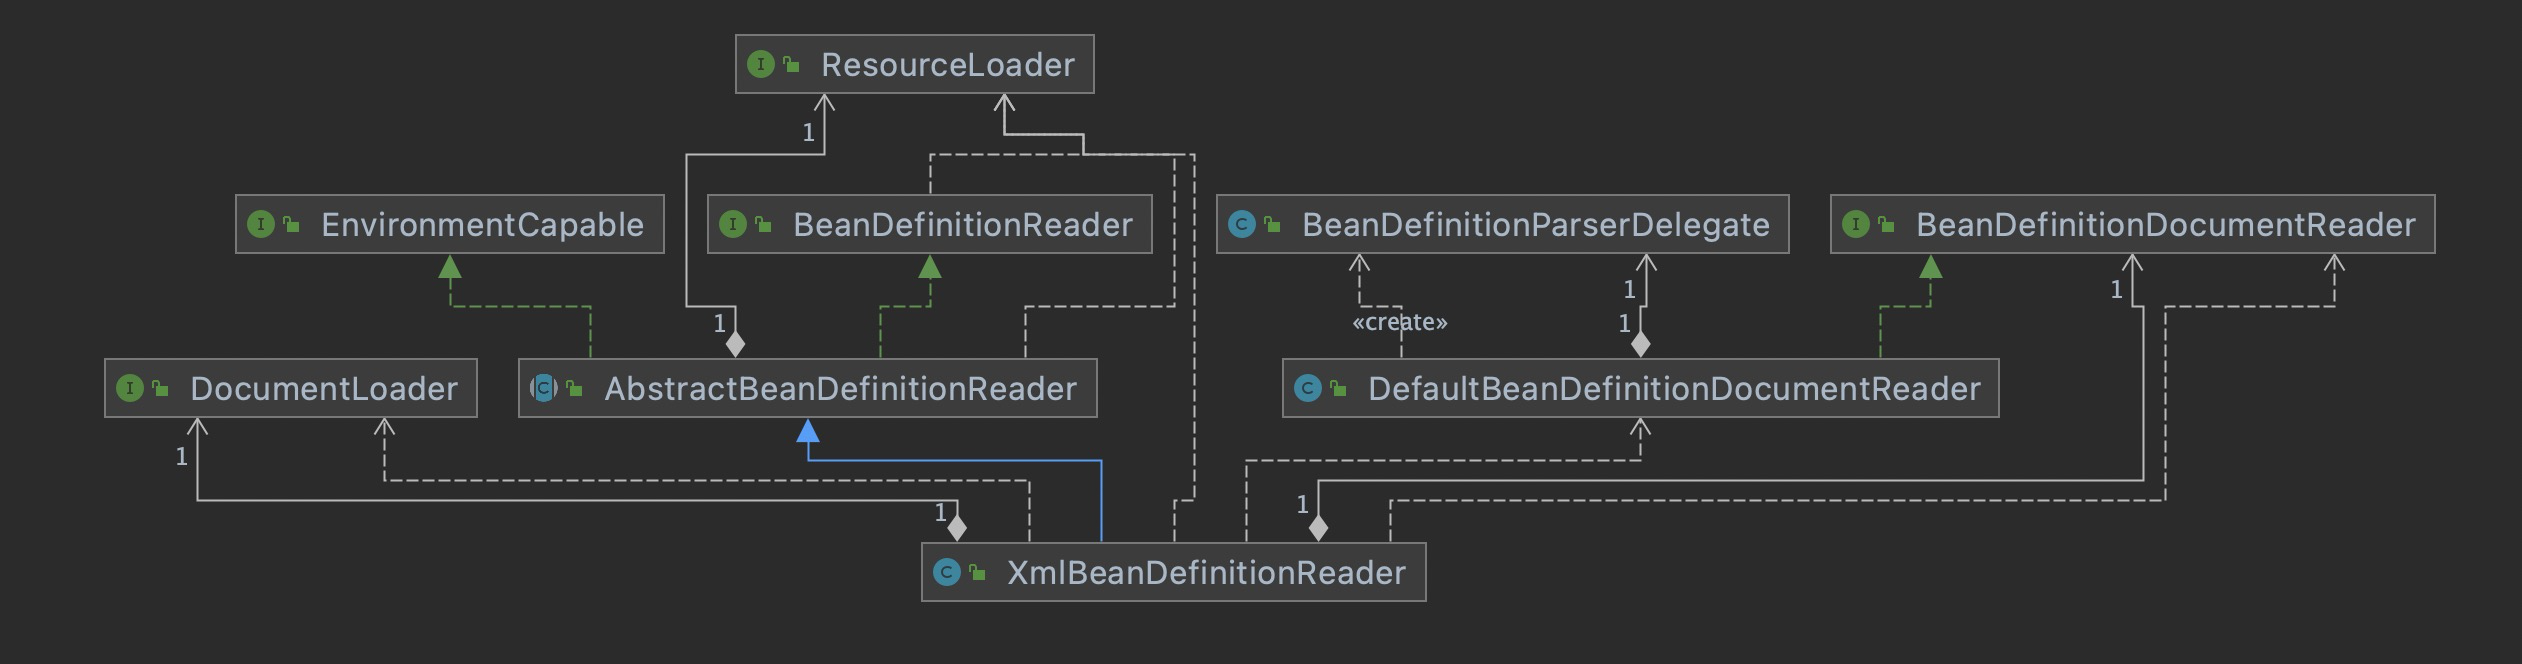 ResourceLoader
1
EnvironmentCapable
BeanDefinitionReader
BeanDefinitionParserDelegate
BeanDefinitionDocumentReader
1
1
1
«create»
1
DocumentLoader
AbstractBeanDefinitionReader
DefaultBeanDefinitionDocumentReader
1
1
1
XmlBeanDefinitionReader